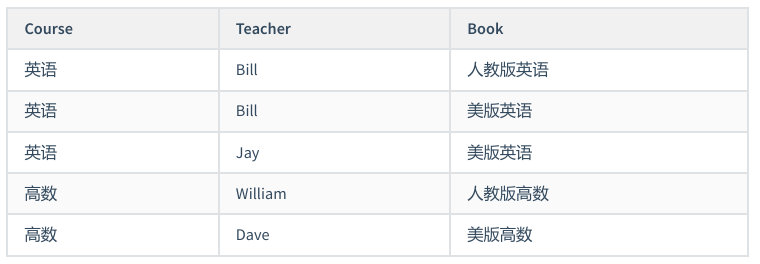 Course Teacher Book
英语 Bill 人教版英语
英语 Bill 美版英语
英语 Jay 美版英语
高数 William 人教版高数
高数 Dave 美版高数